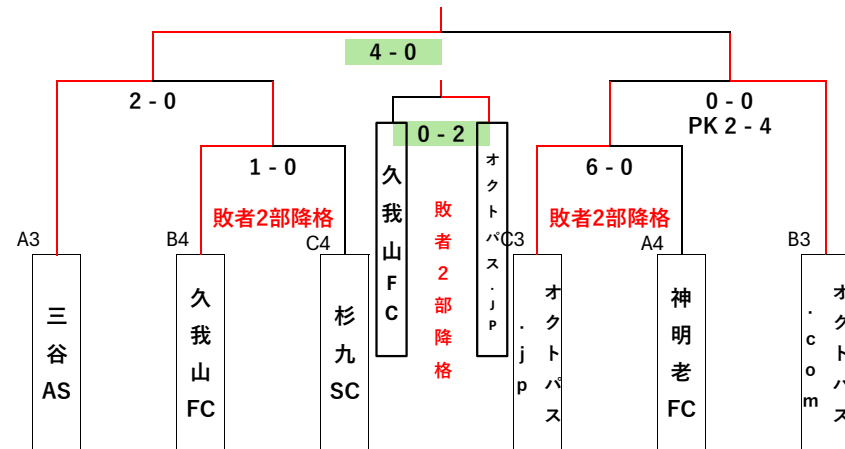 4 - 0
2 - 0
0 - 0
PK 2 - 4
0 - 2
1 - 0
6 - 0
敗者2部降格
敗者2部降格
敗者2部降格
久我山FC
オクトパス.JP
A3
B4
C4
C3
A4
B3
三谷AS
久我山FC
杉九SC
オクトパス
.jp
神明老FC
オクトパス
.com